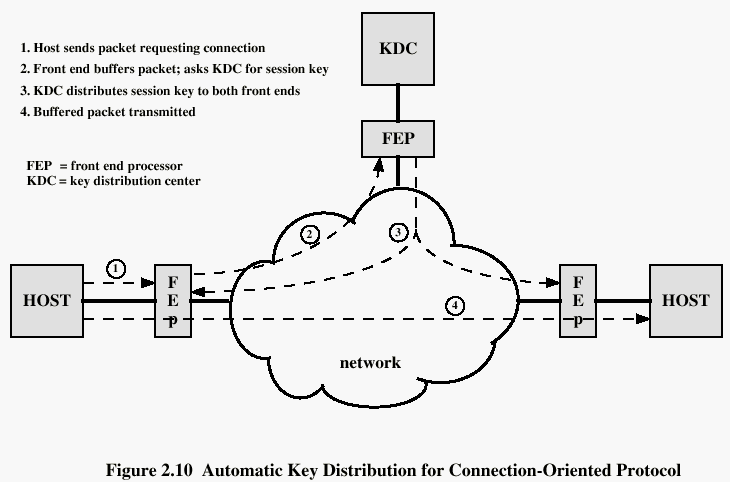 1. Host sends packet requesting connection
2. Front end buffers packet; asks KDC for session key
3. KDC distributes session key to both front ends
4. Buffered packet transmitted
FEP = front end processor
KDC = key distribution center
KDC
FEP
2
3
1
HOST
F
E
p
4
F
E
p
HOST
network
Figure 2.10 Automatic Key Distribution for Connection-Oriented Protocol